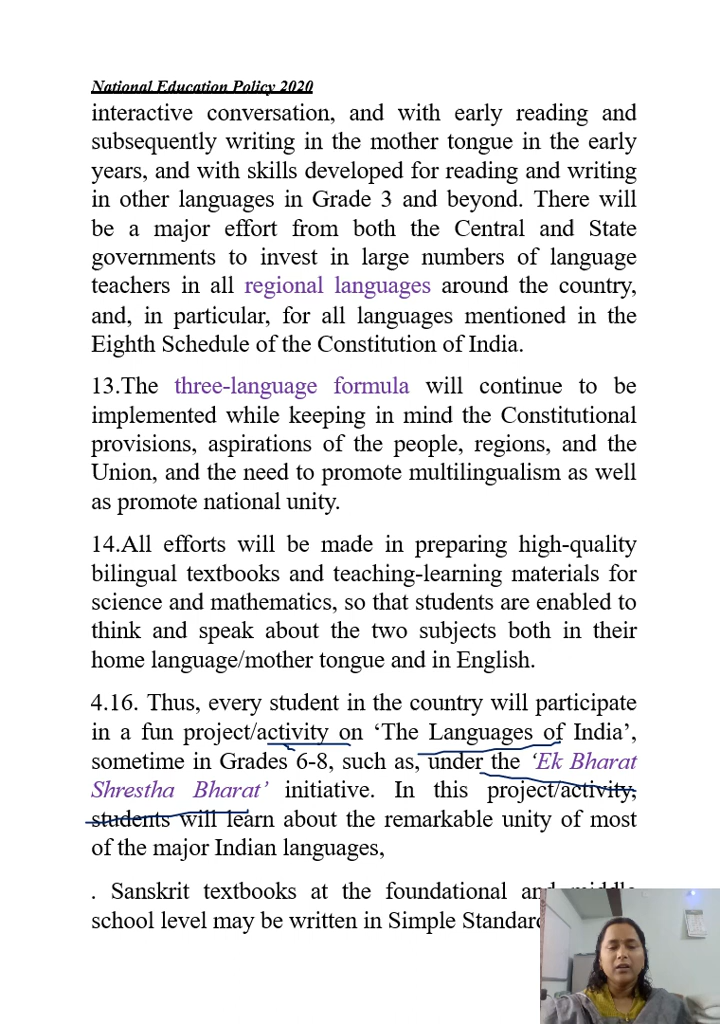 National Education Policy 2020
interactive conversation, and with early reading and
subsequently writing in the mother tongue in the early
years, and with skills developed for reading and writing
in other languages in Grade 3 and beyond. There will
be a major effort from both the Central and State
governments to invest in large numbers of language
teachers in all regional languages around the country,
and, in particular, for all languages mentioned in the
Eighth Schedule of the Constitution of India.
13.The three-language formula will continue to be
implemented while keeping in mind the Constitutional
provisions, aspirations of the people, regions, and the
Union, and the need to promote multilingualism as well
as promote national unity.
14.All efforts will be made in preparing high-quality
bilingual textbooks and teaching-learning materials for
science and mathematics, so that students are enabled to
think and speak about the two subjects both in their
home language/mother tongue and in English.
4.16. Thus, every student in the country will participate
in a fun project/activity on ‘The Languages of India’,
sometime in Grades 6-8, such as, under the ‘Ek Bharat
Shrestha Bharat’ initiative. In this project/activity,
students will learn about the remarkable unity of most
of the major Indian languages,
. Sanskrit textbooks at the foundational and middle
school level may be written in Simple Standard